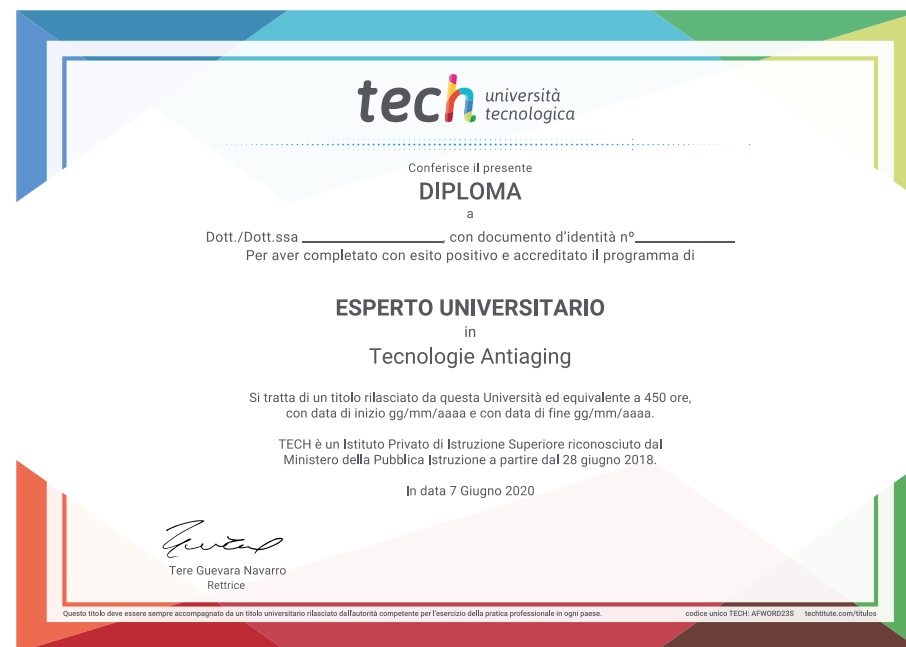 tech università
tecnologica
Conferisce il presente
DIPLOMA
a
Dott./Dott.ssa ________________, con documento d'identità nº____________
Per aver completato con esito positivo e accreditato il programma di
ESPERTO UNIVERSITARIO
in
Tecnologie Antiaging
Si tratta di un titolo rilasciato da questa Università ed equivalente a 450 ore,
con data di inizio gg/mm/aaaa e con data di fine gg/mm/aaaa.
TECH è un Istituto Privato di Istruzione Superiore riconosciuto dal
Ministero della Pubblica Istruzione a partire dal 28 giugno 2018.
In data 7 Giugno 2020
Tere Guevara Navarro
Rettrice
Questo titolo deve essere sempre accompagnato da un titolo universitario rilasciato dall'autorità competente per l'esercizio della pratica professionale in ogni paese. codice unico TECH: AFWORD23S techtitute.com/titulos